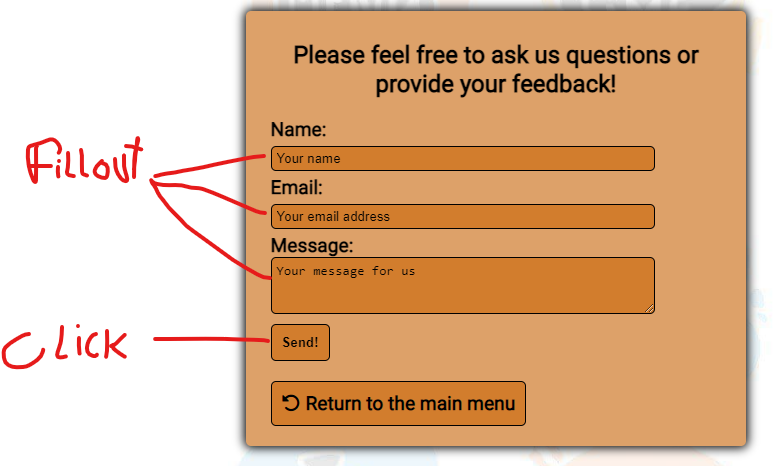 Please feel free to ask us questions or
provide your feedback!
Name:
Your name
Fillout
Email:
Your email address
Message:
Your message for us
Click
Send!
Return to the main menu